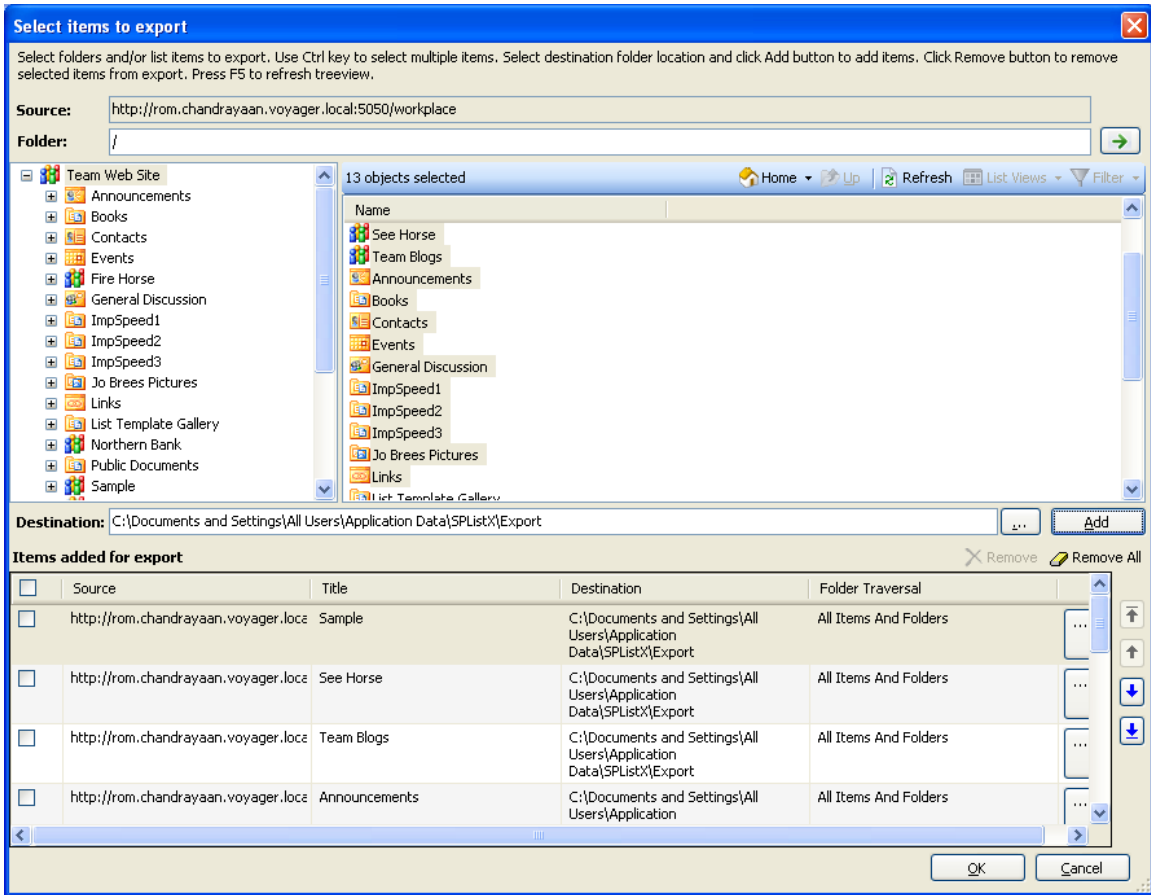 Select items to export
Select folders and/or list items to export. Use Ctrl key to select multiple items. Select destination folder location and click Add button to add items. Click Remove button to remove
selected items from export. Press F5 to refresh treeview.
Source: http://rom.chandrayaan.voyager.local:5050/workplace
Folder: /
Team Web Site
Announcements
Books
Contacts
Events
Fire Horse
General Discussion
ImpSpeed1
ImpSpeed2
ImpSpeed3
Jo Brees Pictures
Links
List Template Gallery
Northern Bank
Public Documents
Sample
13 objects selected Home Up Refresh List Views Filter
Name
See Horse
Team Blogs
Announcements
Books
Contacts
Events
General Discussion
ImpSpeed1
ImpSpeed2
ImpSpeed3
Jo Brees Pictures
Links
List Template Gallery
Destination: C:\Documents and Settings\All Users\Application Data\SPListX\Export ... Add
Items added for export Remove Remove All
Source Title Destination Folder Traversal
http://rom.chandrayaan.voyager.loca Sample C:\Documents and Settings\All All Items And Folders ...
Users\Application
Data\SPListX\Export
http://rom.chandrayaan.voyager.loca See Horse C:\Documents and Settings\All All Items And Folders ...
Users\Application
Data\SPListX\Export
http://rom.chandrayaan.voyager.loca Team Blogs C:\Documents and Settings\All All Items And Folders ...
Users\Application
Data\SPListX\Export
http://rom.chandrayaan.voyager.loca Announcements C:\Documents and Settings\All All Items And Folders ...
Users\Application
OK Cancel